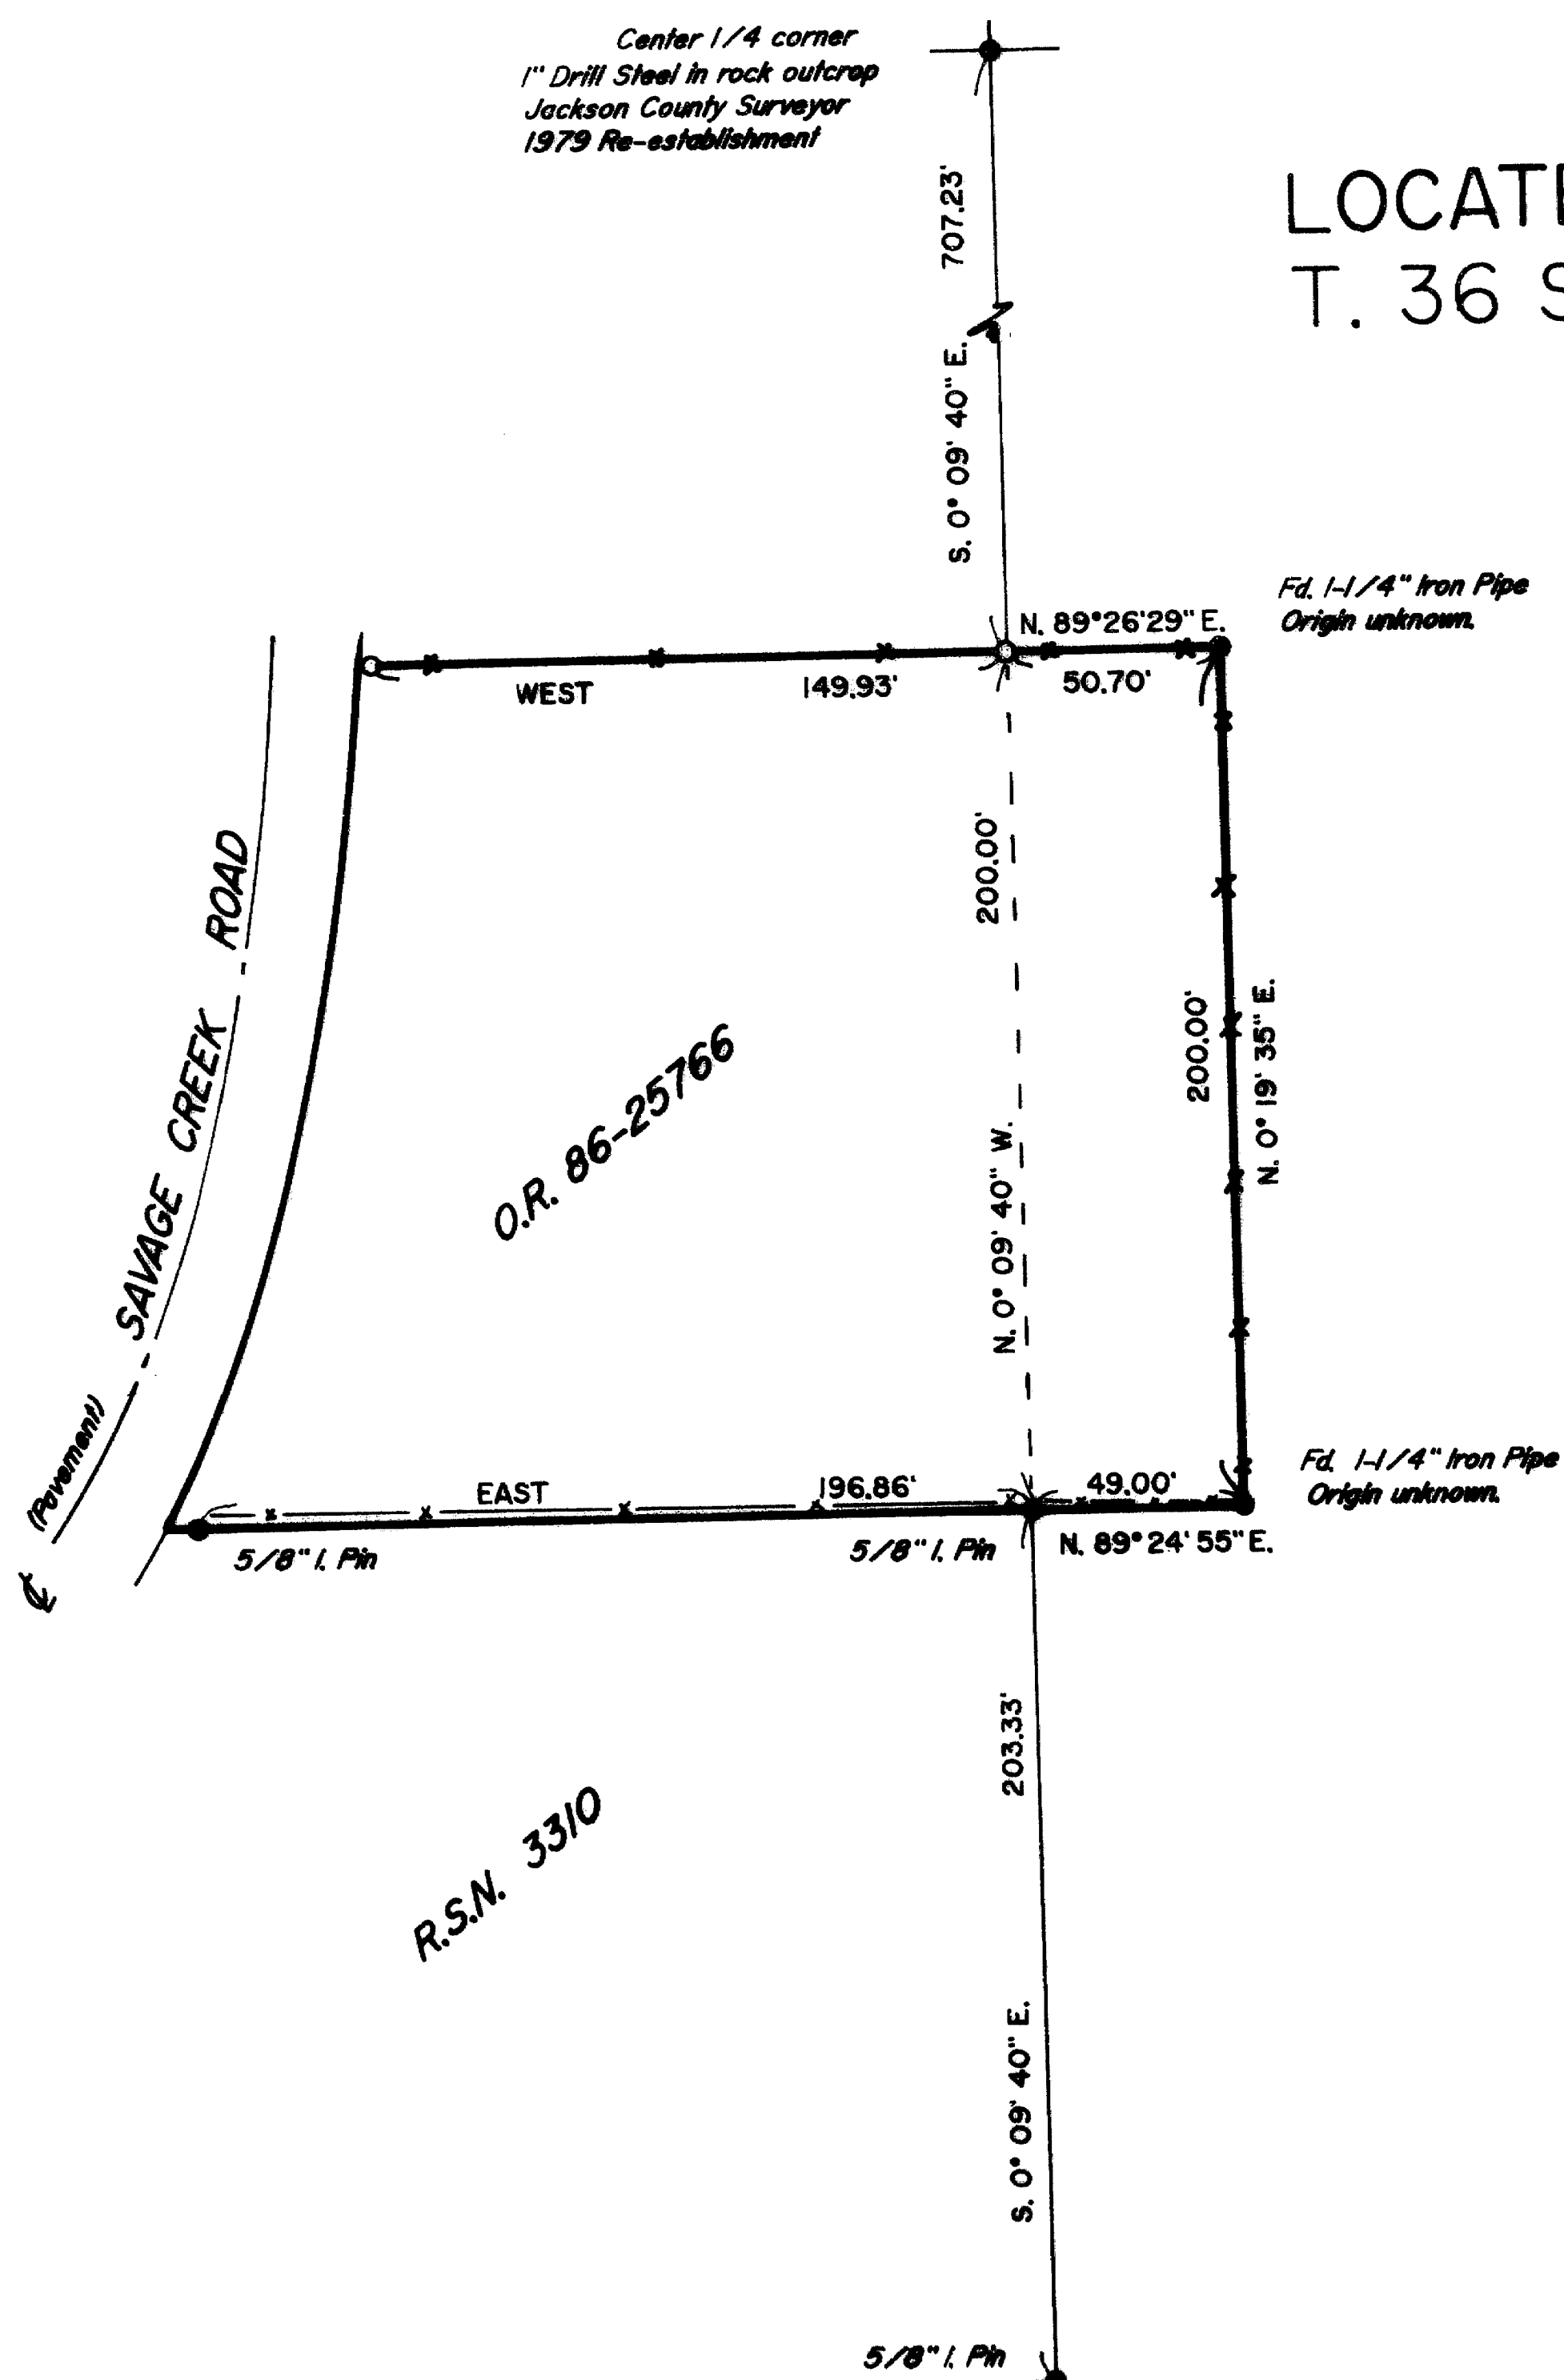 Center 1/4 corner
1" Drill Steel in rock outcrop
Jackson County Surveyor
1979 Re-establishment
707.23'
LOCATE
T. 36 S
S. 0° 09' 40" E.
Fd. 1-1/4" Iron Pipe
Origin unknown.
N. 89°26'29" E.
WEST
149.93'
50.70'
200.00'
N. 0° 09' 40" W.
200.00'
N. 0° 19' 35" E.
SAVAGE CREEK ROAD
(Pavement)
℄
O.R. 86-25766
EAST
196.86'
49.00'
Fd. 1-1/4" Iron Pipe
Origin unknown.
5/8" I. Pin
5/8" I. Pin
N. 89°24'55" E.
203.33'
R.S.N. 3310
S. 0° 09' 40" E.
5/8" I. Pin